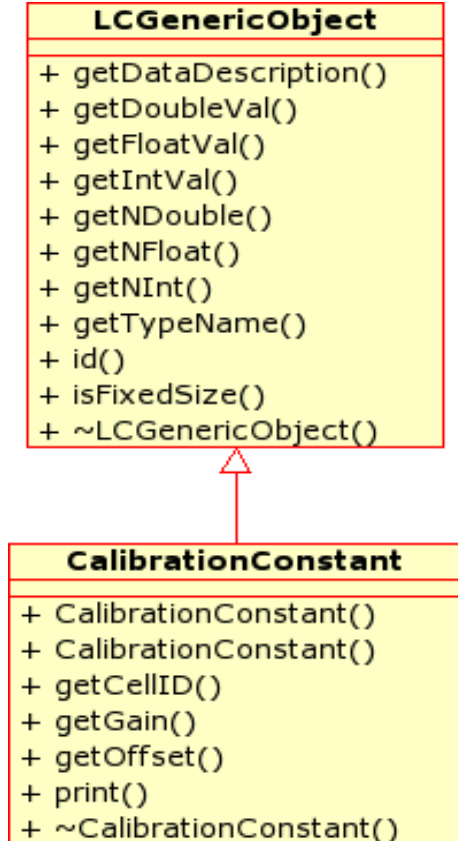 LCGenericObject
+ getDataDescription()
+ getDoubleVal()
+ getFloatVal()
+ getIntVal()
+ getNDouble()
+ getNFloat()
+ getNInt()
+ getTypeName()
+ id()
+ isFixedSize()
+ ~LCGenericObject()
CalibrationConstant
+ CalibrationConstant()
+ CalibrationConstant()
+ getCellID()
+ getGain()
+ getOffset()
+ print()
+ ~CalibrationConstant()